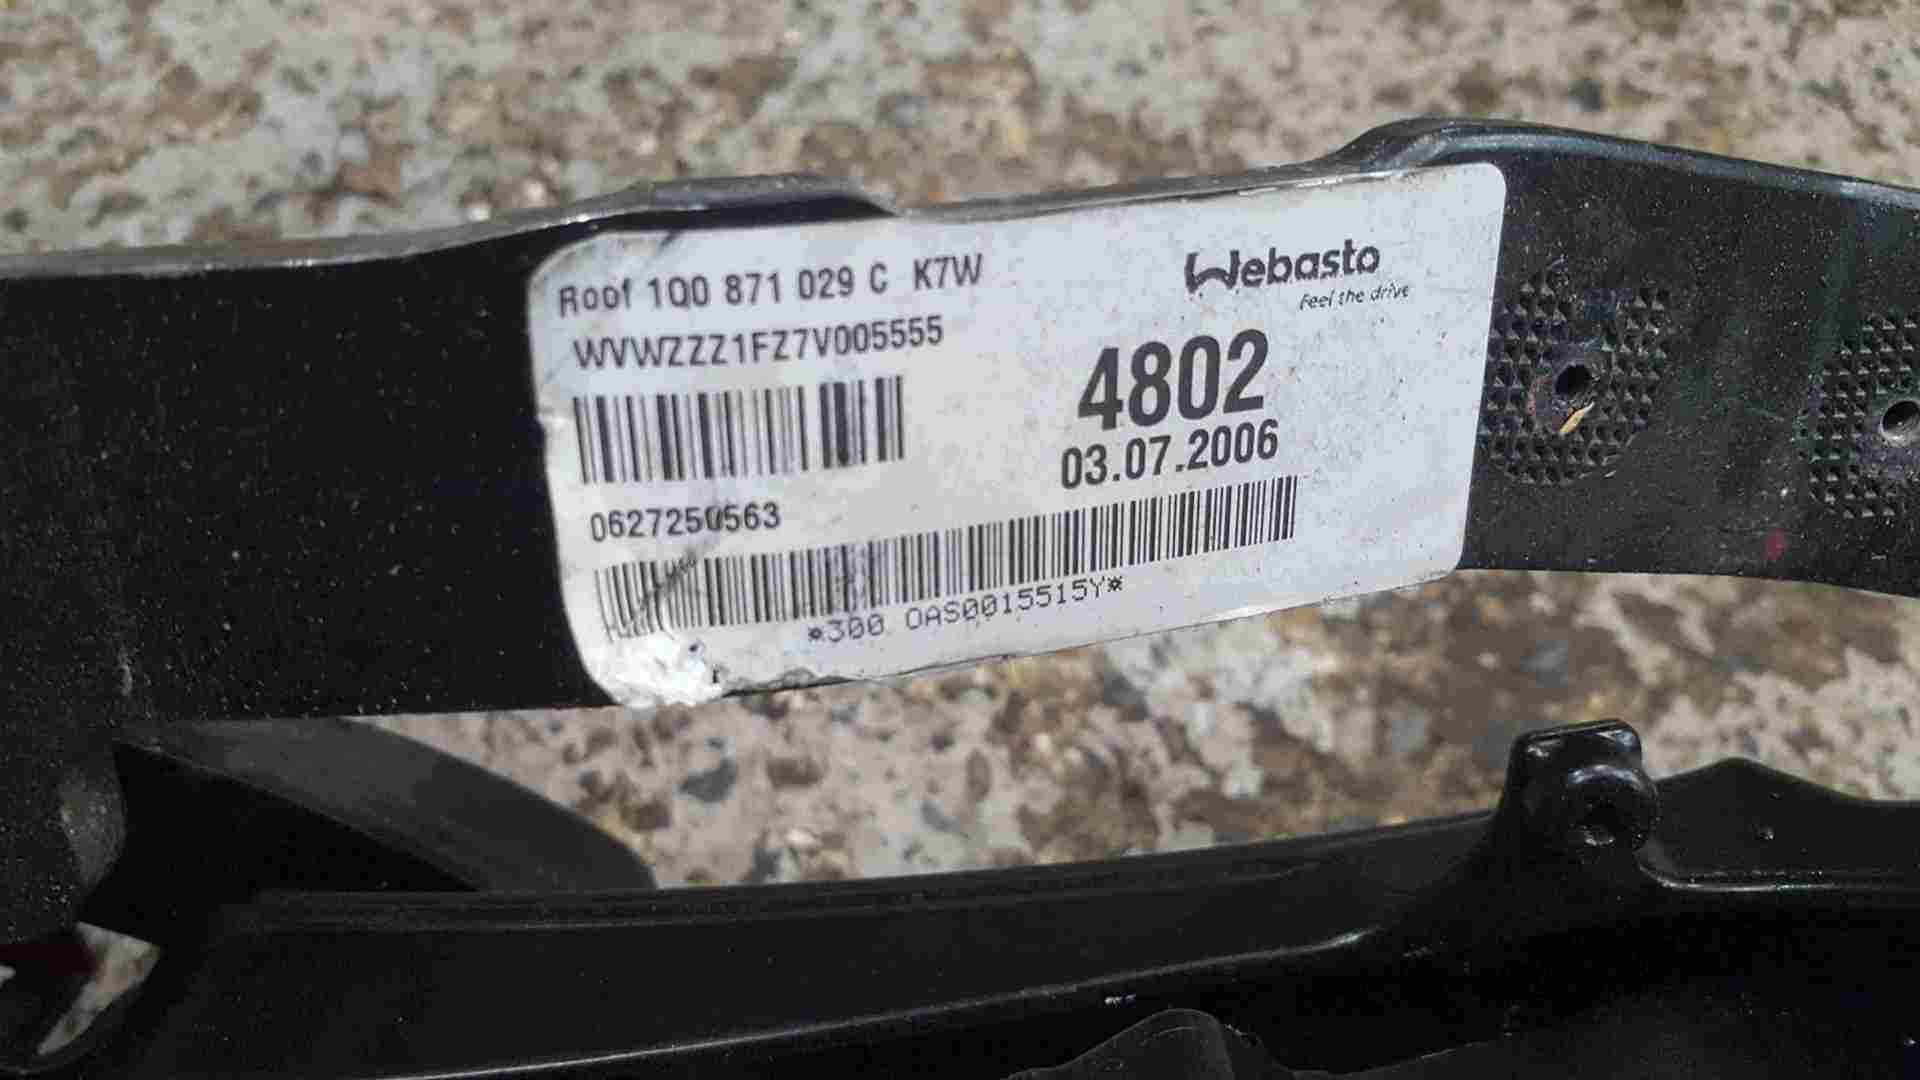 Roof 1Q0 871 029 C K7W
WVWZZZ1FZ7V005555
Webasto
Feel the drive
4802
03.07.2006
0627250563
*300 OAS0015515Y*